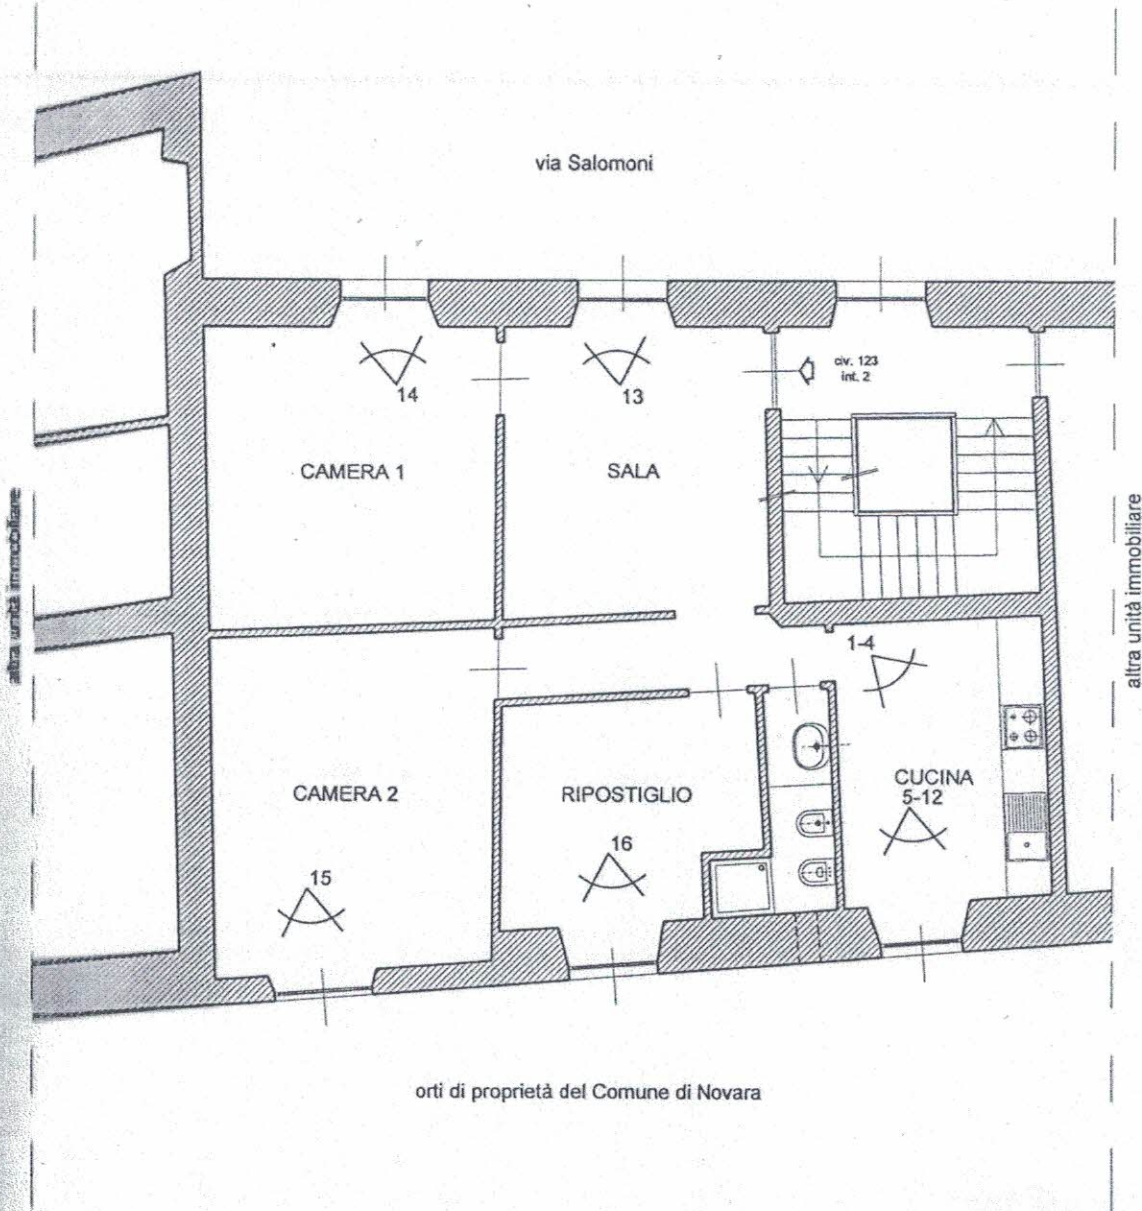 via Salomoni
civ. 123
int. 2
14
13
CAMERA 1
SALA
altra unità immobiliare
altra unità immobiliare
1-4
CAMERA 2
RIPOSTIGLIO
CUCINA
5-12
16
15
orti di proprietà del Comune di Novara